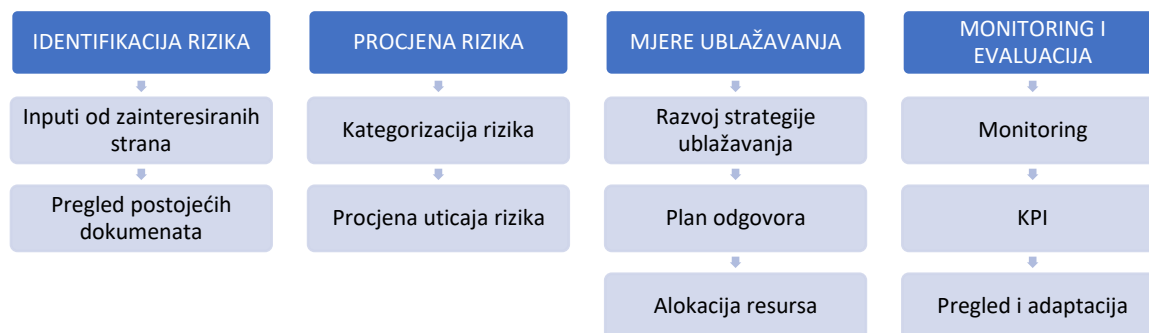 IDENTIFIKACIJA RIZIKA
Inputi od zainteresiranih
strana
Pregled postojećih
dokumenata
PROCJENA RIZIKA
Kategorizacija rizika
Procjena uticaja rizika
MJERE UBLAŽAVANJA
Razvoj strategije
ublažavanja
Plan odgovora
Alokacija resursa
MONITORING I
EVALUACIJA
Monitoring
KPI
Pregled i adaptacija